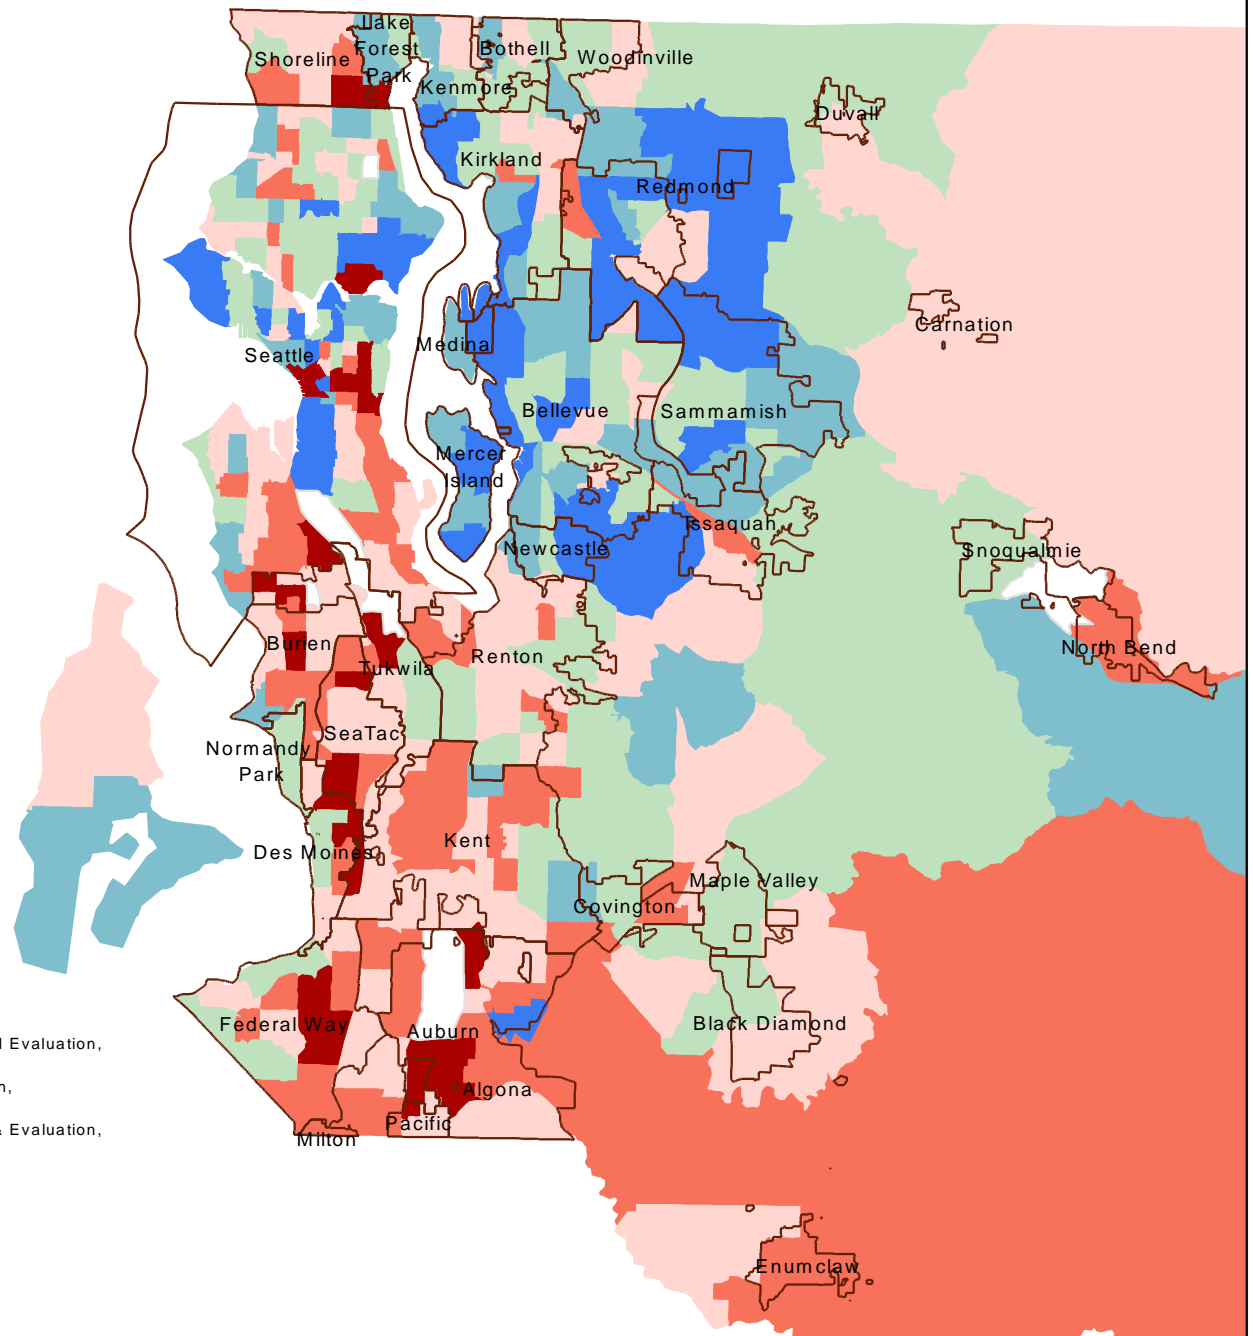 Lake
Forest
Park
Shoreline
Bothell
Woodinville
Kenmore
Duvall
Kirkland
Redmond
Carnation
Seattle
Medina
Bellevue
Sammamish
Mercer
Island
Issaquah
Newcastle
Snoqualmie
North Bend
Burien
Tukwila
Renton
SeaTac
Normandy
Park
Des Moines
Kent
Maple Valley
Covington
Federal Way
Auburn
Black Diamond
Evaluation,
Algona
Pacific
& Evaluation,
Milton
Enumclaw